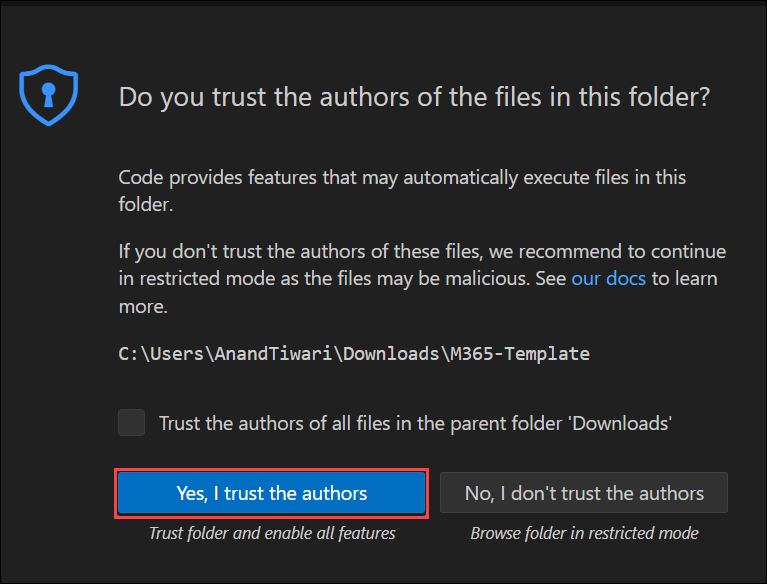 Do you trust the authors of the files in this folder?
Code provides features that may automatically execute files in this
folder.
If you don't trust the authors of these files, we recommend to continue
in restricted mode as the files may be malicious. See our docs to learn
more.
C:\Users\AnandTiwari\Downloads\M365-Template
Trust the authors of all files in the parent folder 'Downloads'
Yes, I trust the authors
No, I don't trust the authors
Trust folder and enable all features
Browse folder in restricted mode